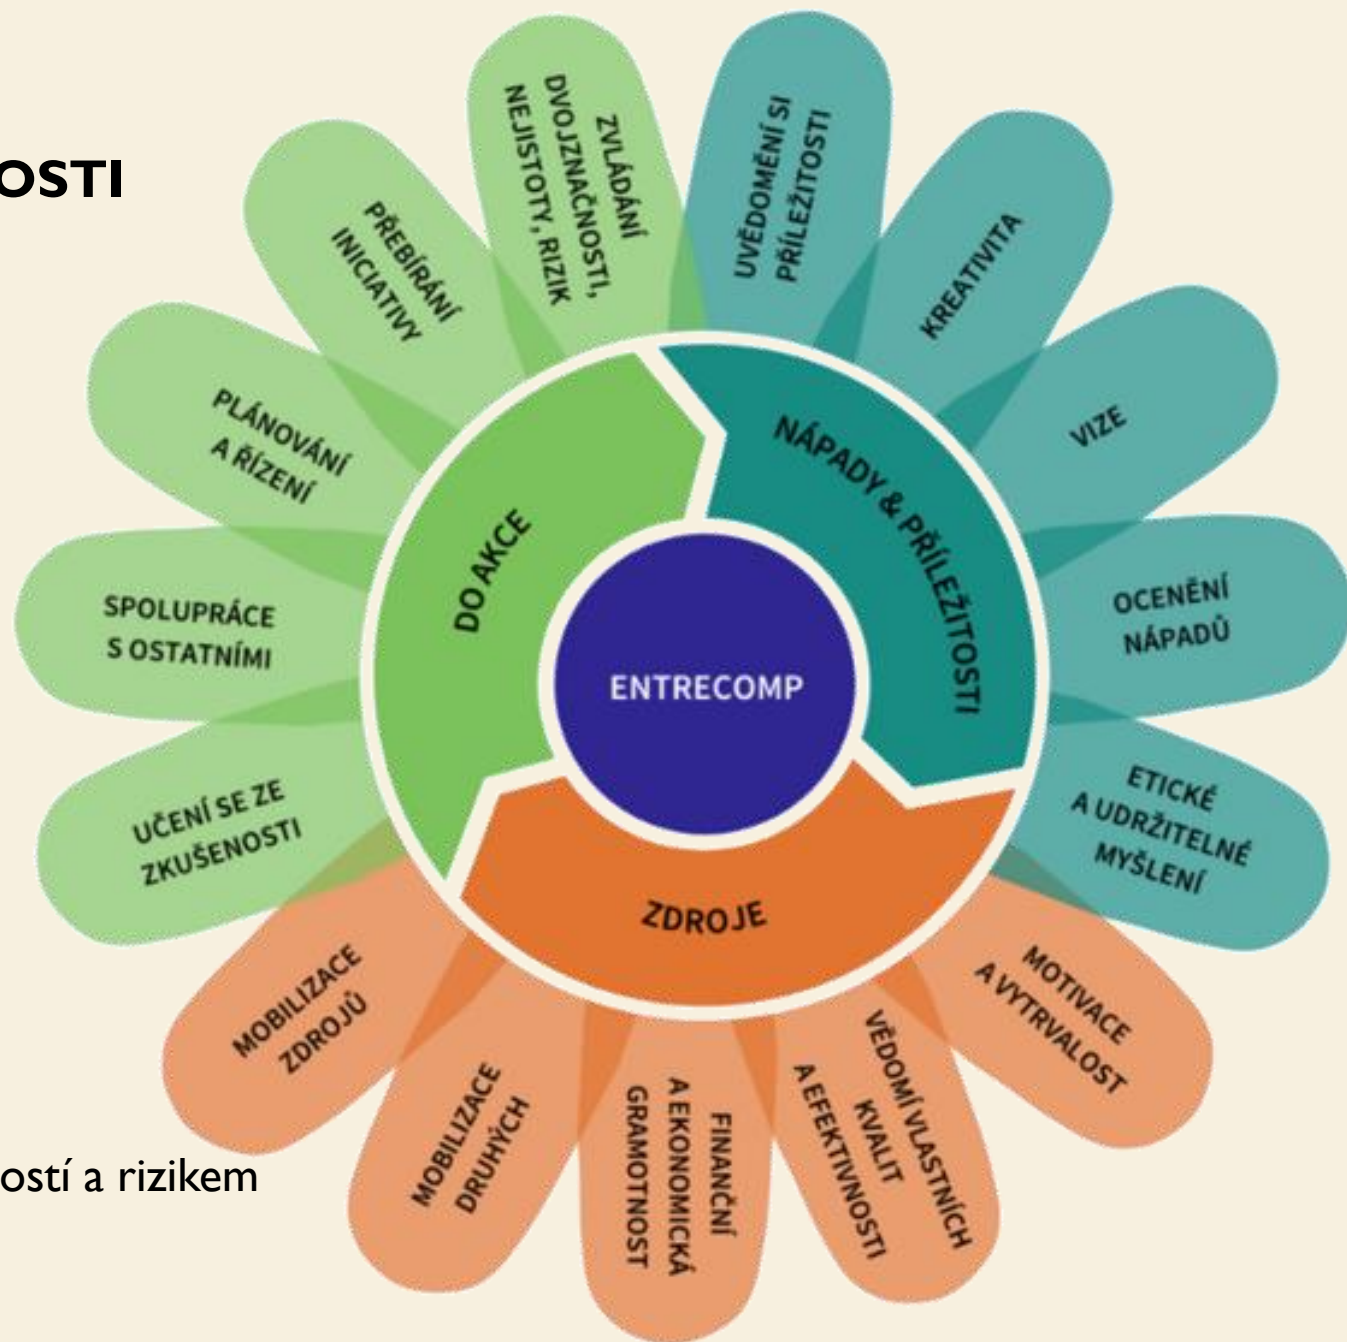 OSTI
ZVLÁDÁNÍ
DVOJZNAČNOSTI,
NEJISTOTY, RIZIK
UVĚDOMĚNÍ SI
PŘÍLEŽITOSTI
KREATIVITA
VIZE
OCENĚNÍ
NÁPADŮ
ETICKÉ
A UDRŽITELNÉ
MYŠLENÍ
MOTIVACE
A VYTRVALOST
VĚDOMÍ VLASTNÍCH
KVALIT
A EFEKTIVNOSTI
FINANČNÍ
A EKONOMICKÁ
GRAMOTNOST
MOBILIZACE
DRUHÝCH
MOBILIZACE
ZDROJŮ
UČENÍ SE ZE
ZKUŠENOSTI
SPOLUPRÁCE
S OSTATNÍMI
PLÁNOVÁNÍ
A ŘÍZENÍ
PŘEBÍRÁNÍ
INICIATIVY
DO AKCE
NÁPADY & PŘÍLEŽITOSTI
ZDROJE
ENTRECOMP
ostí a rizikem